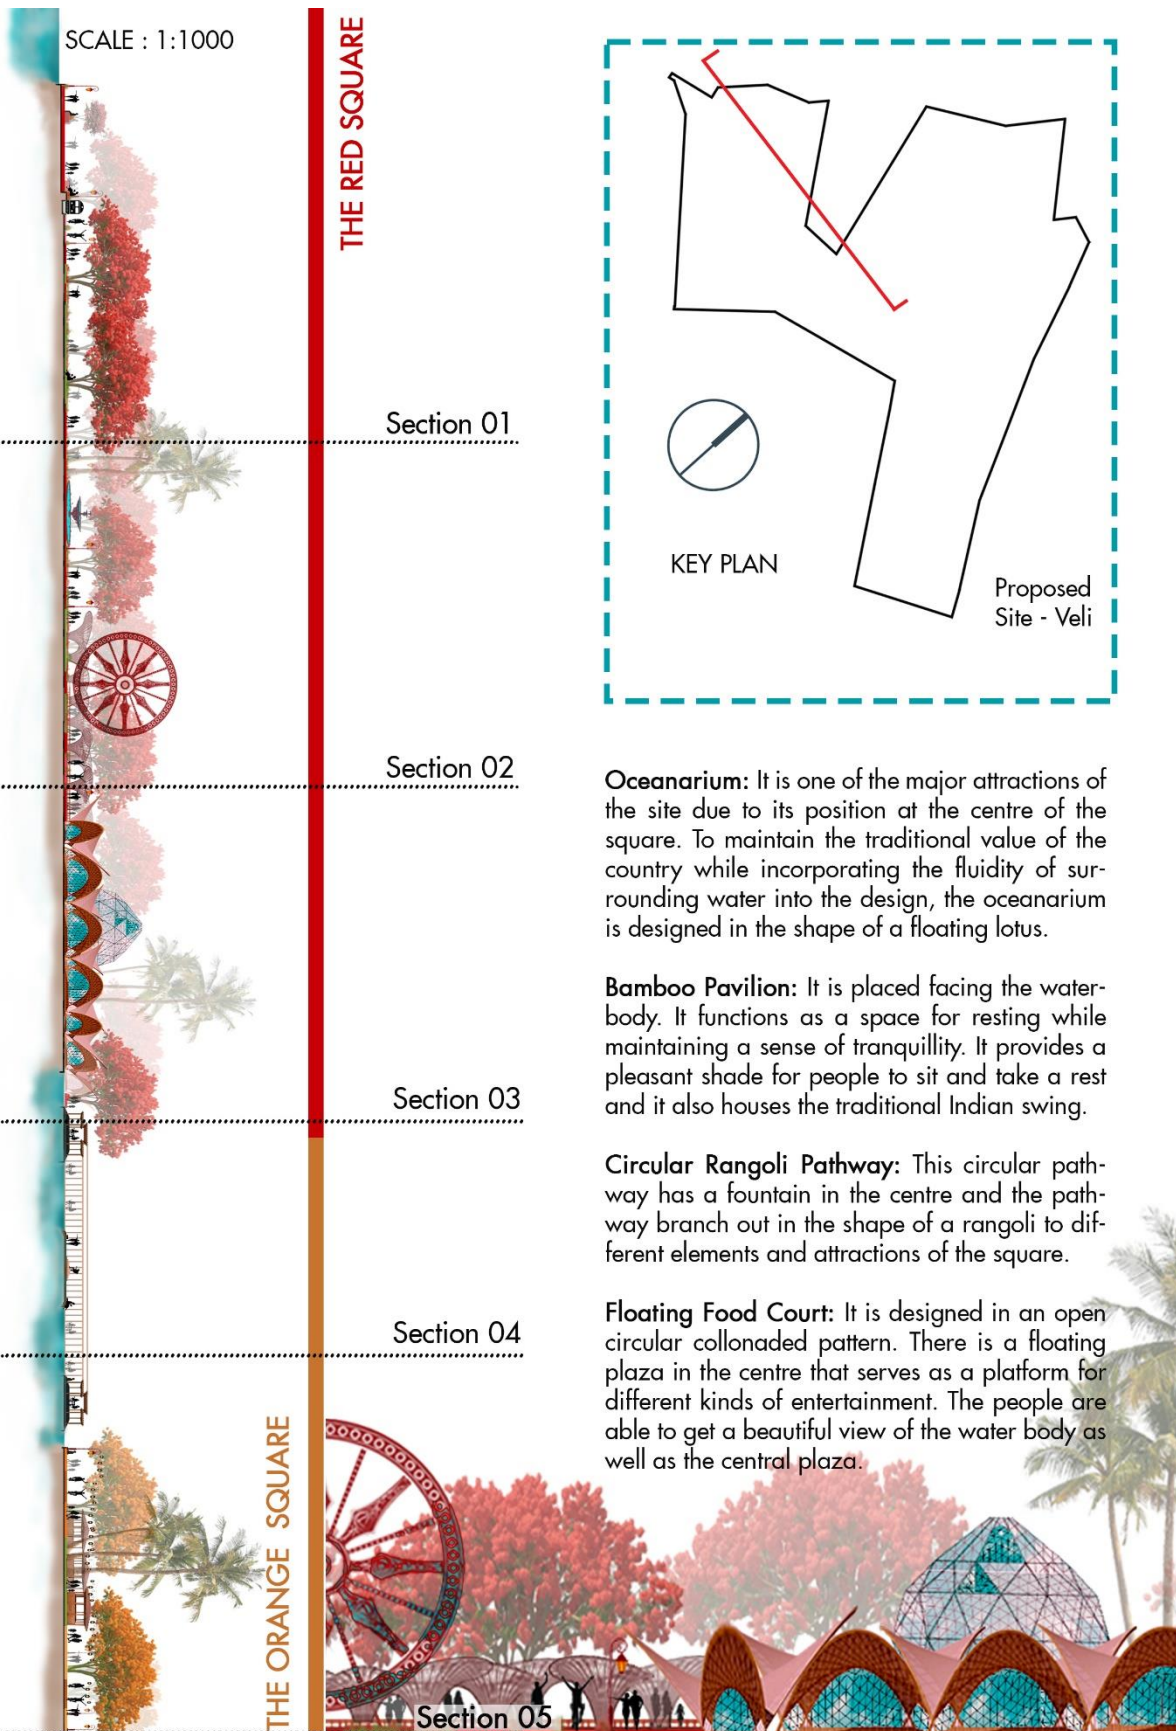 SCALE : 1:1000
THE RED SQUARE
Section 01
Section 02
Section 03
Section 04
THE ORANGE SQUARE
Section 05
KEY PLAN
Proposed
Site - Veli
Oceanarium: It is one of the major attractions of
the site due to its position at the centre of the
square. To maintain the traditional value of the
country while incorporating the fluidity of sur-
rounding water into the design, the oceanarium
is designed in the shape of a floating lotus.
Bamboo Pavilion: It is placed facing the water-
body. It functions as a space for resting while
maintaining a sense of tranquillity. It provides a
pleasant shade for people to sit and take a rest
and it also houses the traditional Indian swing.
Circular Rangoli Pathway: This circular path-
way has a fountain in the centre and the path-
way branch out in the shape of a rangoli to dif-
ferent elements and attractions of the square.
Floating Food Court: It is designed in an open
circular collonaded pattern. There is a floating
plaza in the centre that serves as a platform for
different kinds of entertainment. The people are
able to get a beautiful view of the water body as
well as the central plaza.